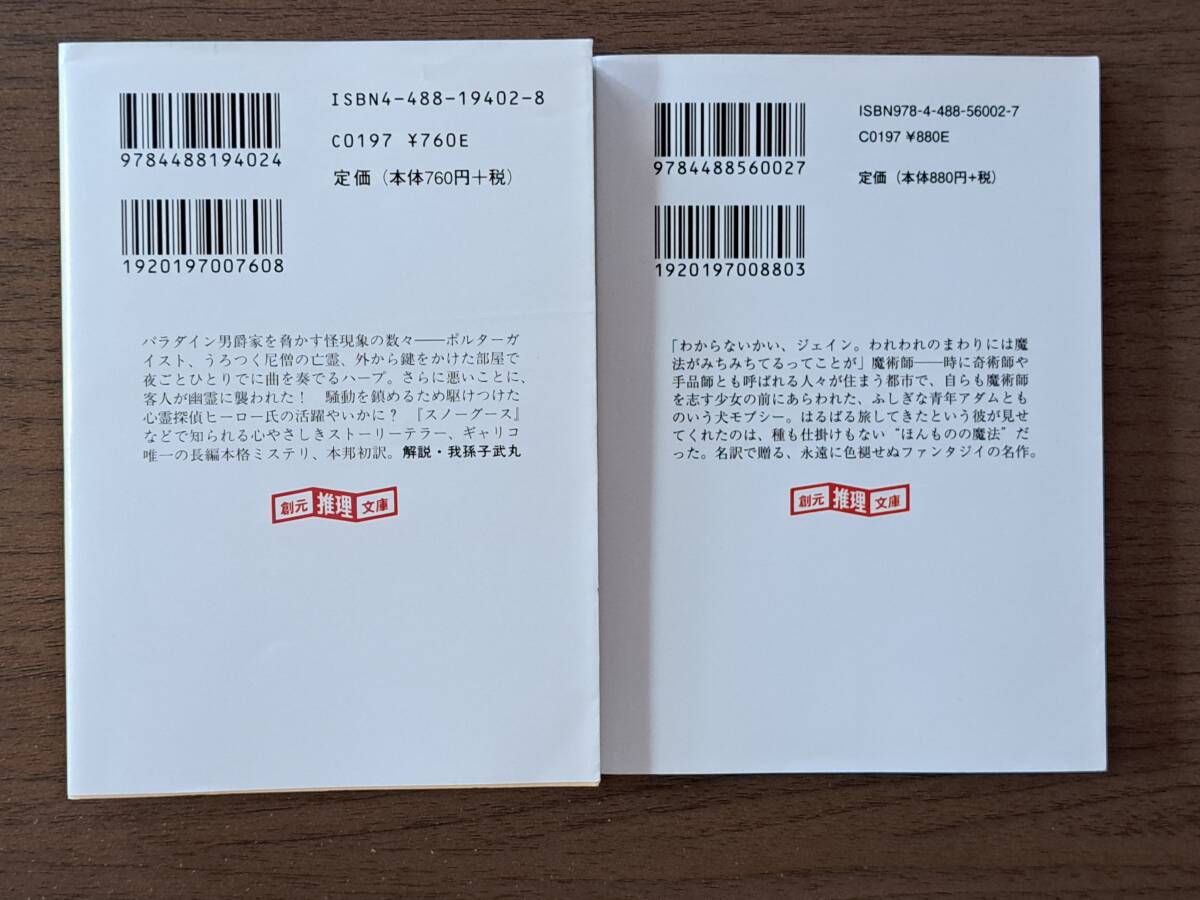 ISBN4-488-19402-8
9784488194024
C0197 ¥760E
定価（本体760円＋税）
1920197007608
パラダイン男爵家を脅かす怪現象の数々――ポルターガ
イスト、うろつく尼僧の亡霊、外から鍵をかけた部屋で
夜ごとひとりでに曲を奏でるハープ。さらに悪いことに、
客人が幽霊に襲われた！　騒動を鎮めるため駆けつけた
心霊探偵ヒーロー氏の活躍やいかに？　『スノーグース』
などで知られる心やさしきストーリーテラー、ギャリコ
唯一の長編本格ミステリ、本邦初訳。解説・我孫子武丸
創元 推理 文庫
ISBN978-4-488-56002-7
9784488560027
C0197 ¥880E
定価（本体880円+税）
1920197008803
「わからないかい、ジェイン。われわれのまわりには魔
法がみちみちてるってことが」魔術師――時に奇術師や
手品師とも呼ばれる人々が住まう都市で、自らも魔術師
を志す少女の前にあらわれた、ふしぎな青年アダムとも
のいう犬モプシー。はるばる旅してきたという彼が見せ
てくれたのは、種も仕掛けもない“ほんものの魔法”だ
った。名訳で贈る、永遠に色褪せぬファンタジイの名作。
創元 推理 文庫